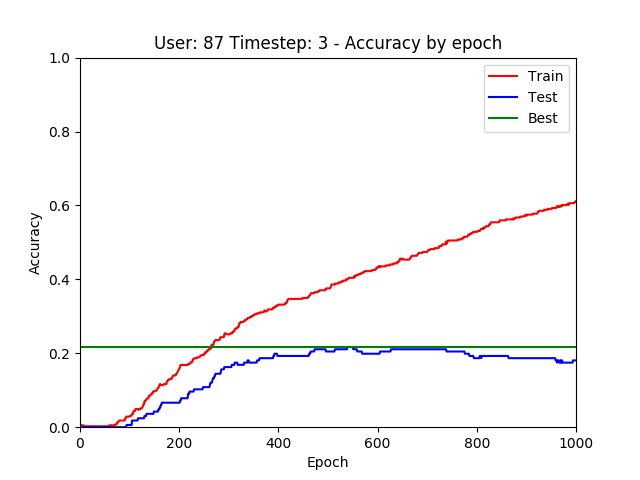 User: 87 Timestep: 3 - Accuracy by epoch
1.0
Train
Test
Best
0.8
0.6
Accuracy
0.4
0.2
0.0
0 200 400 600 800 1000
Epoch